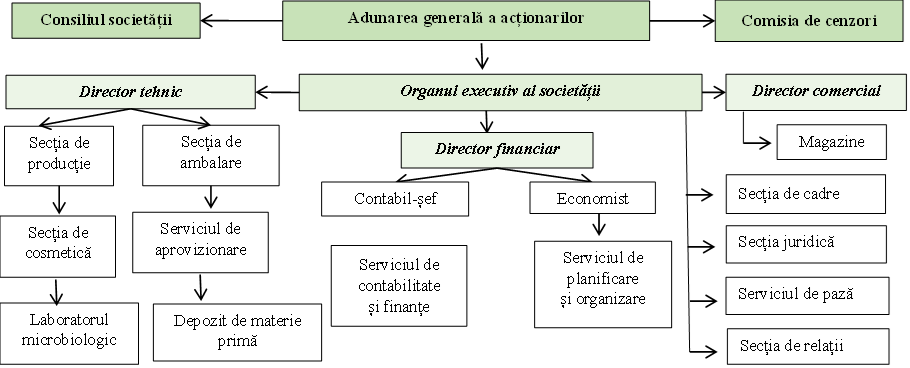 Consiliul societății
Adunarea generală a acționarilor
Comisia de cenzori
Director tehnic
Organul executiv al societății
Director comercial
Secția de
producție
Secția de
ambalare
Director financiar
Magazine
Contabil-șef
Economist
Secția de cadre
Secția de
cosmetică
Serviciul de
aprovizionare
Serviciul de
contabilitate
și finanțe
Serviciul de
planificare
și organizare
Secția juridică
Serviciul de pază
Laboratorul
microbiologic
Depozit de materie
primă
Secția de relații